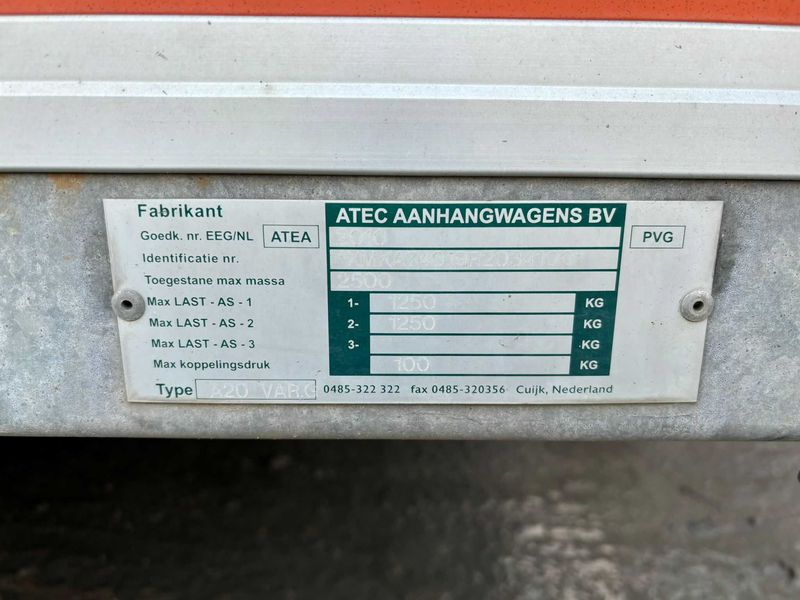 Fabrikant ATEC AANHANGWAGENS BV
Goedk. nr. EEG/NL ATEA PVG
Identificatie nr.
Toegestane max massa 2500
Max LAST - AS - 1 1- 1250 KG
Max LAST - AS - 2 2- 1250 KG
Max LAST - AS - 3 3- KG
Max koppelingsdruk 100 KG
Type VAR.G 0485-322 322 fax 0485-320356 Cuijk, Nederland